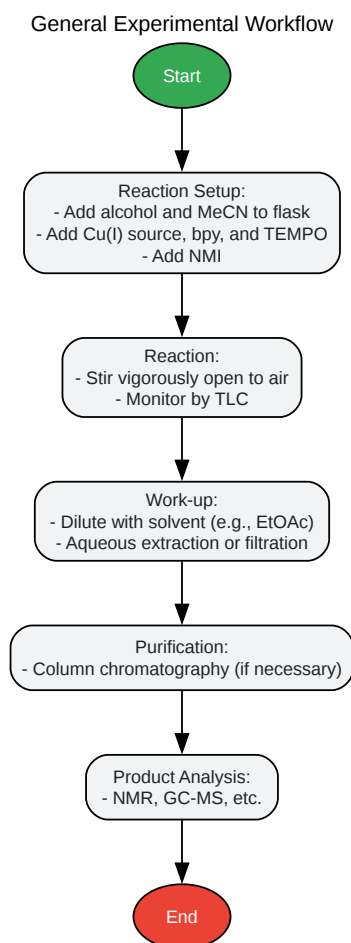 General Experimental Workflow
Start
Reaction Setup:
- Add alcohol and MeCN to flask
- Add Cu(I) source, bpy, and TEMPO
- Add NMI
Reaction:
- Stir vigorously open to air
- Monitor by TLC
Work-up:
- Dilute with solvent (e.g., EtOAc)
- Aqueous extraction or filtration
Purification:
- Column chromatography (if necessary)
Product Analysis:
- NMR, GC-MS, etc.
End